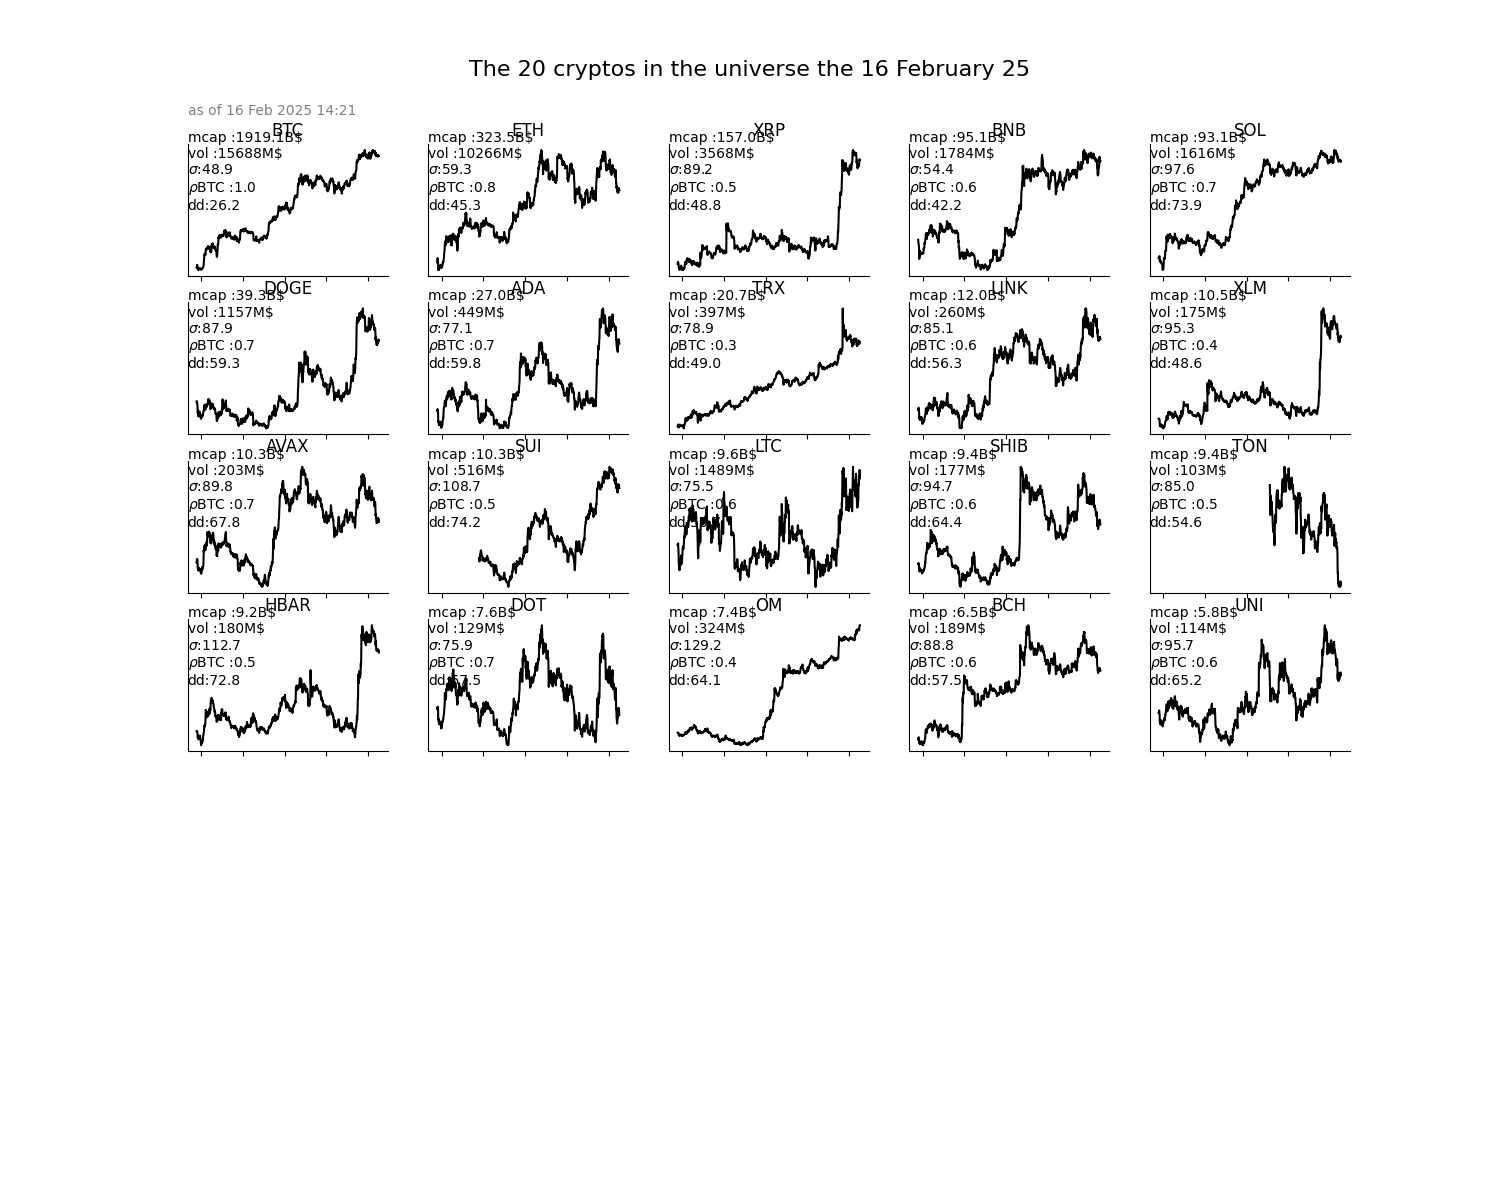 The 20 cryptos in the universe the 16 February 25
as of 16 Feb 2025 14:21
BTC
mcap :1919.1B$
vol :15688M$
σ:48.9
ρBTC :1.0
dd:26.2
ETH
mcap :323.5B$
vol :10266M$
σ:59.3
ρBTC :0.8
dd:45.3
XRP
mcap :157.0B$
vol :3568M$
σ:89.2
ρBTC :0.5
dd:48.8
BNB
mcap :95.1B$
vol :1784M$
σ:54.4
ρBTC :0.6
dd:42.2
SOL
mcap :93.1B$
vol :1616M$
σ:97.6
ρBTC :0.7
dd:73.9
DOGE
mcap :39.3B$
vol :1157M$
σ:87.9
ρBTC :0.7
dd:59.3
ADA
mcap :27.0B$
vol :449M$
σ:77.1
ρBTC :0.7
dd:59.8
TRX
mcap :20.7B$
vol :397M$
σ:78.9
ρBTC :0.3
dd:49.0
LINK
mcap :12.0B$
vol :260M$
σ:85.1
ρBTC :0.6
dd:56.3
XLM
mcap :10.5B$
vol :175M$
σ:95.3
ρBTC :0.4
dd:48.6
AVAX
mcap :10.3B$
vol :203M$
σ:89.8
ρBTC :0.7
dd:67.8
SUI
mcap :10.3B$
vol :516M$
σ:108.7
ρBTC :0.5
dd:74.2
LTC
mcap :9.6B$
vol :1489M$
σ:75.5
ρBTC :0.6
SHIB
mcap :9.4B$
vol :177M$
σ:94.7
ρBTC :0.6
dd:64.4
TON
mcap :9.4B$
vol :103M$
σ:85.0
ρBTC :0.5
dd:54.6
HBAR
mcap :9.2B$
vol :180M$
σ:112.7
ρBTC :0.5
dd:72.8
DOT
mcap :7.6B$
vol :129M$
σ:75.9
ρBTC :0.7
dd:57.5
OM
mcap :7.4B$
vol :324M$
σ:129.2
ρBTC :0.4
dd:64.1
BCH
mcap :6.5B$
vol :189M$
σ:88.8
ρBTC :0.6
dd:57.5
UNI
mcap :5.8B$
vol :114M$
σ:95.7
ρBTC :0.6
dd:65.2